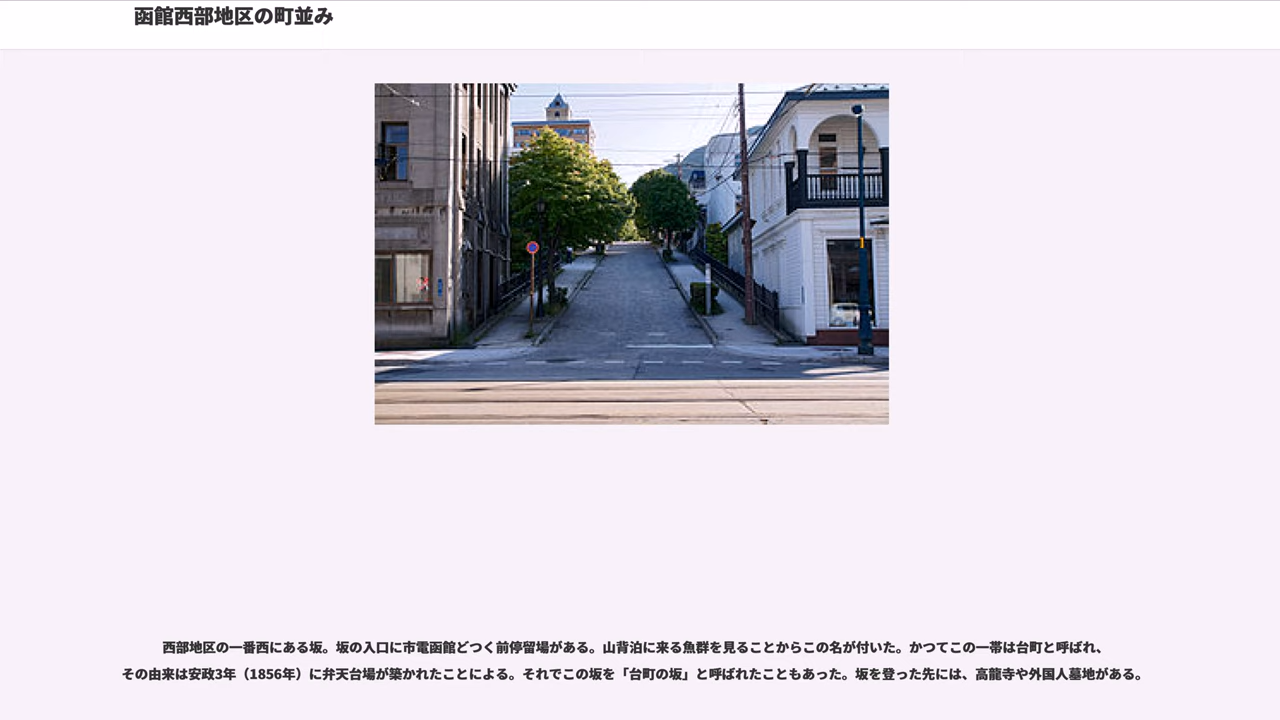 函館西部地区の町並み
西部地区の一番西にある坂。坂の入口に市電函館どつく前停留場がある。山背泊に来る魚群を見ることからこの名が付いた。かつてこの一帯は台町と呼ばれ、
その由来は安政3年（1856年）に弁天台場が築かれたことによる。それでこの坂を「台町の坂」と呼ばれたこともあった。坂を登った先には、高龍寺や外国人墓地がある。